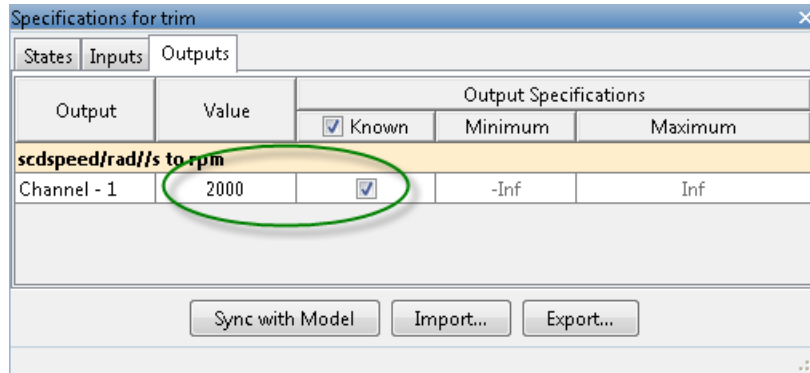 Specifications for trim
States Inputs Outputs
Output Value Output Specifications
Known Minimum Maximum
scdspeed/rad//s to rpm
Channel - 1 2000 -Inf Inf
Sync with Model Import... Export...